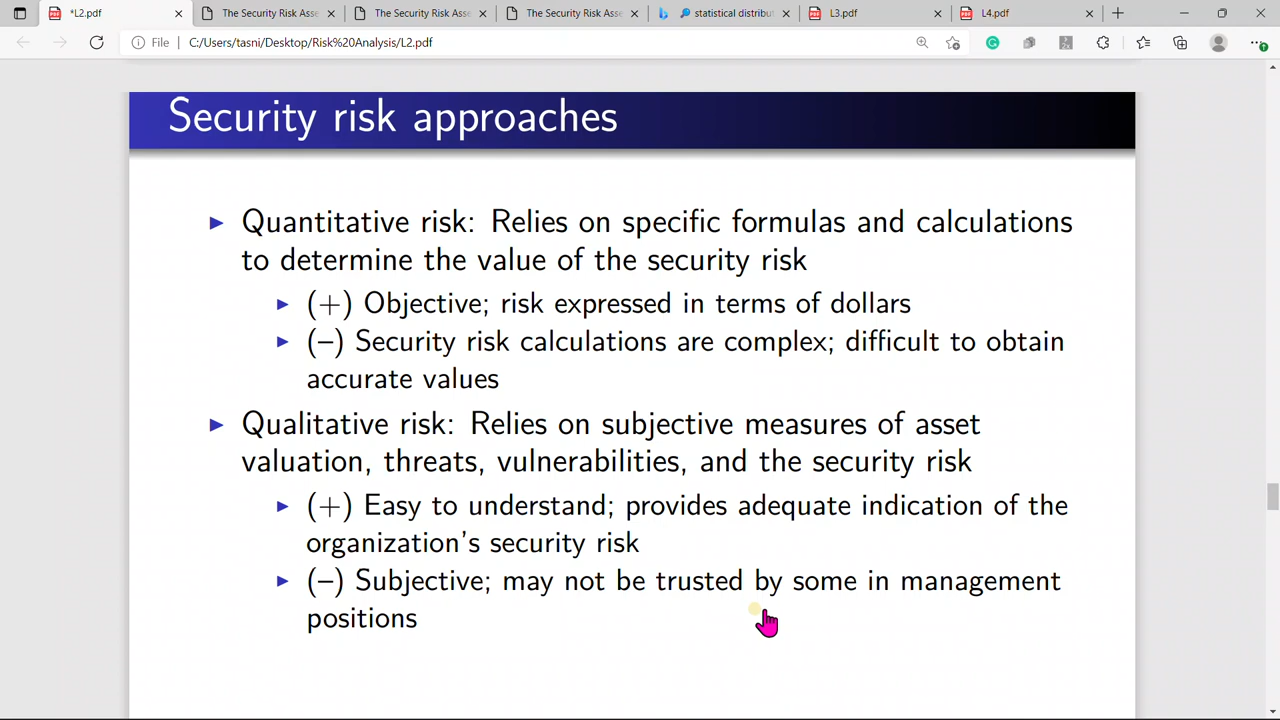 *L2.pdf
The Security Risk Asse
The Security Risk Asse
The Security Risk Asse
statistical distribut
L3.pdf
L4.pdf
File
C:/Users/tasni/Desktop/Risk%20Analysis/L2.pdf
Security risk approaches
Quantitative risk: Relies on specific formulas and calculations
to determine the value of the security risk
(+) Objective; risk expressed in terms of dollars
(−) Security risk calculations are complex; difficult to obtain
accurate values
Qualitative risk: Relies on subjective measures of asset
valuation, threats, vulnerabilities, and the security risk
(+) Easy to understand; provides adequate indication of the
organization's security risk
(−) Subjective; may not be trusted by some in management
positions